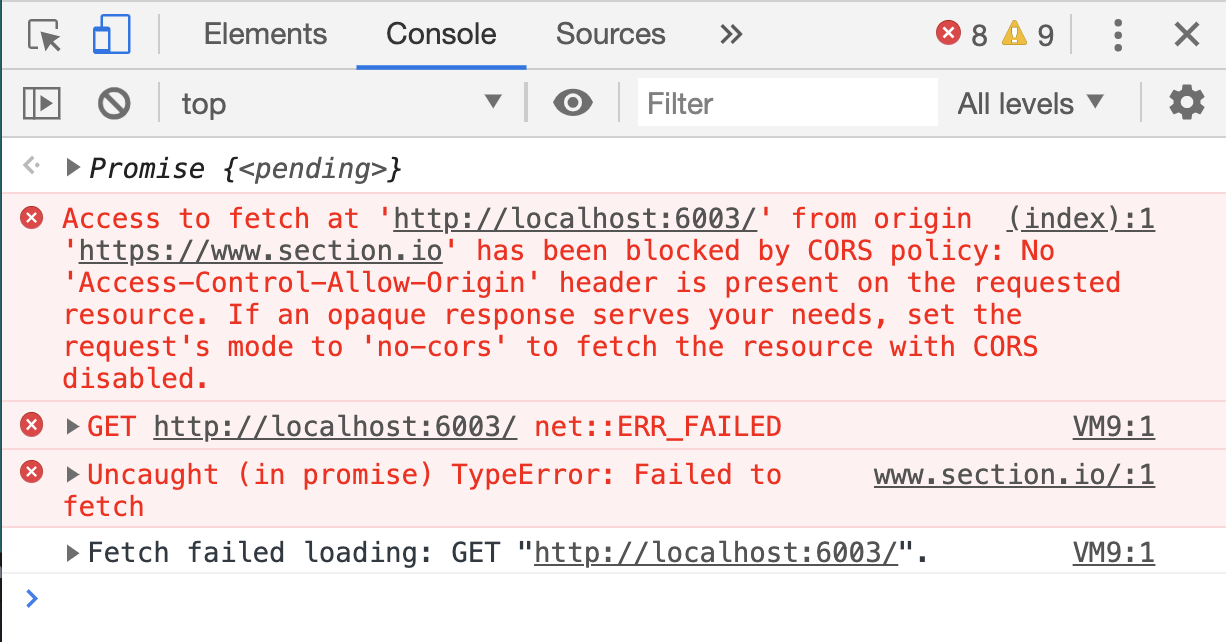 Elements Console Sources 8 9
top Filter All levels
Promise {<pending>}
Access to fetch at 'http://localhost:6003/' from origin (index):1
'https://www.section.io' has been blocked by CORS policy: No
'Access-Control-Allow-Origin' header is present on the requested
resource. If an opaque response serves your needs, set the
request's mode to 'no-cors' to fetch the resource with CORS
disabled.
GET http://localhost:6003/ net::ERR_FAILED VM9:1
Uncaught (in promise) TypeError: Failed to www.section.io/:1
fetch
Fetch failed loading: GET "http://localhost:6003/". VM9:1